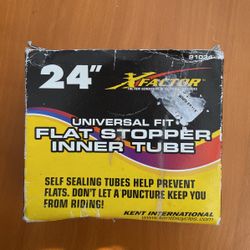 24"
XFACTOR
UNIVERSAL FIT
FLAT STOPPER
INNER TUBE
SELF SEALING TUBES HELP PREVENT
FLATS. DON'T LET A PUNCTURE KEEP YOU
FROM RIDING!
KENT INTERNATIONAL